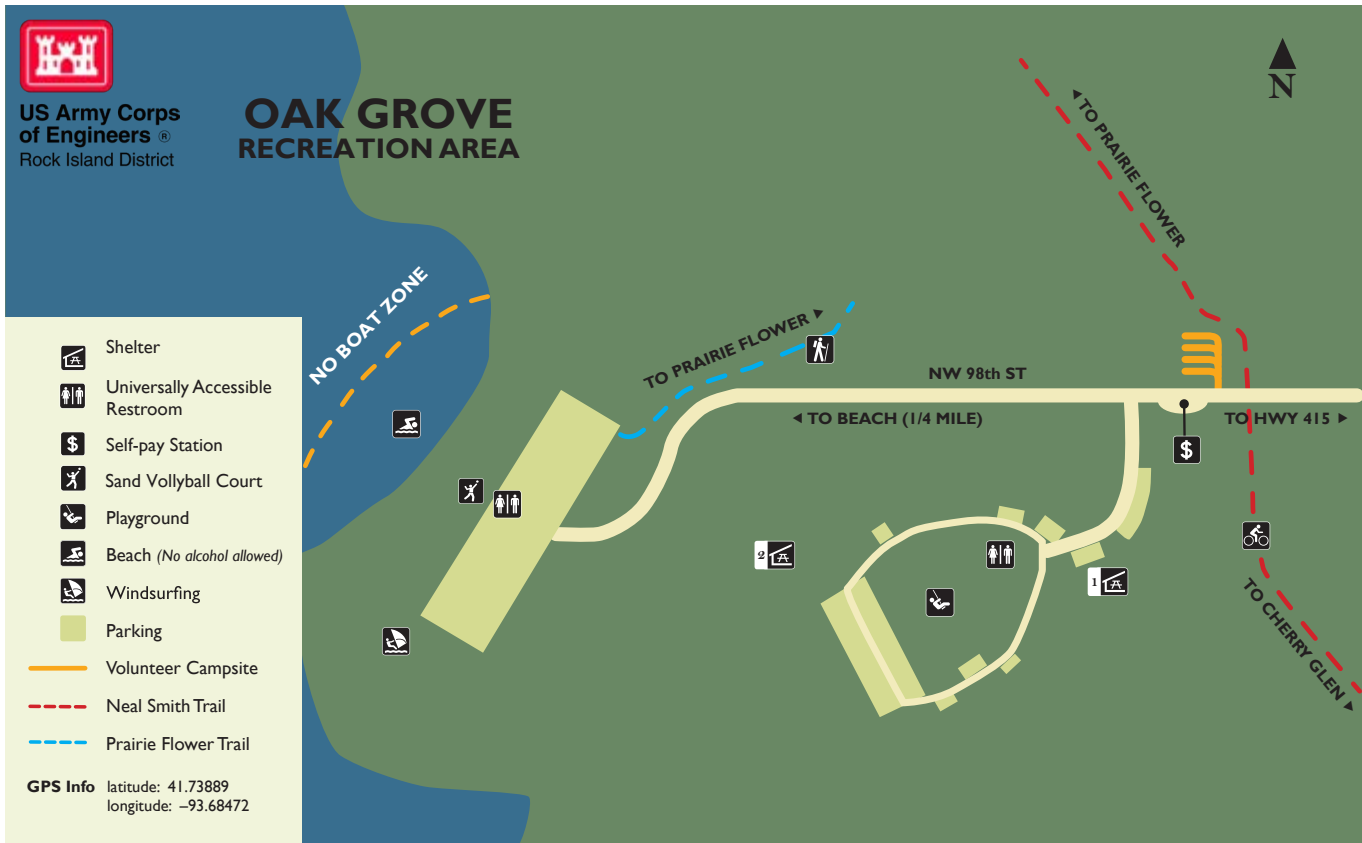 US Army Corps
of Engineers ®
Rock Island District
OAK GROVE
RECREATION AREA
N
◄ TO PRAIRIE FLOWER
NO BOAT ZONE
TO PRAIRIE FLOWER ►
NW 98th ST
◄ TO BEACH (1/4 MILE)
TO HWY 415 ►
$
2
1
TO CHERRY GLEN ►
Shelter
Universally Accessible
Restroom
$ Self-pay Station
Sand Vollyball Court
Playground
Beach (No alcohol allowed)
Windsurfing
Parking
Volunteer Campsite
Neal Smith Trail
Prairie Flower Trail
GPS Info latitude: 41.73889
longitude: –93.68472